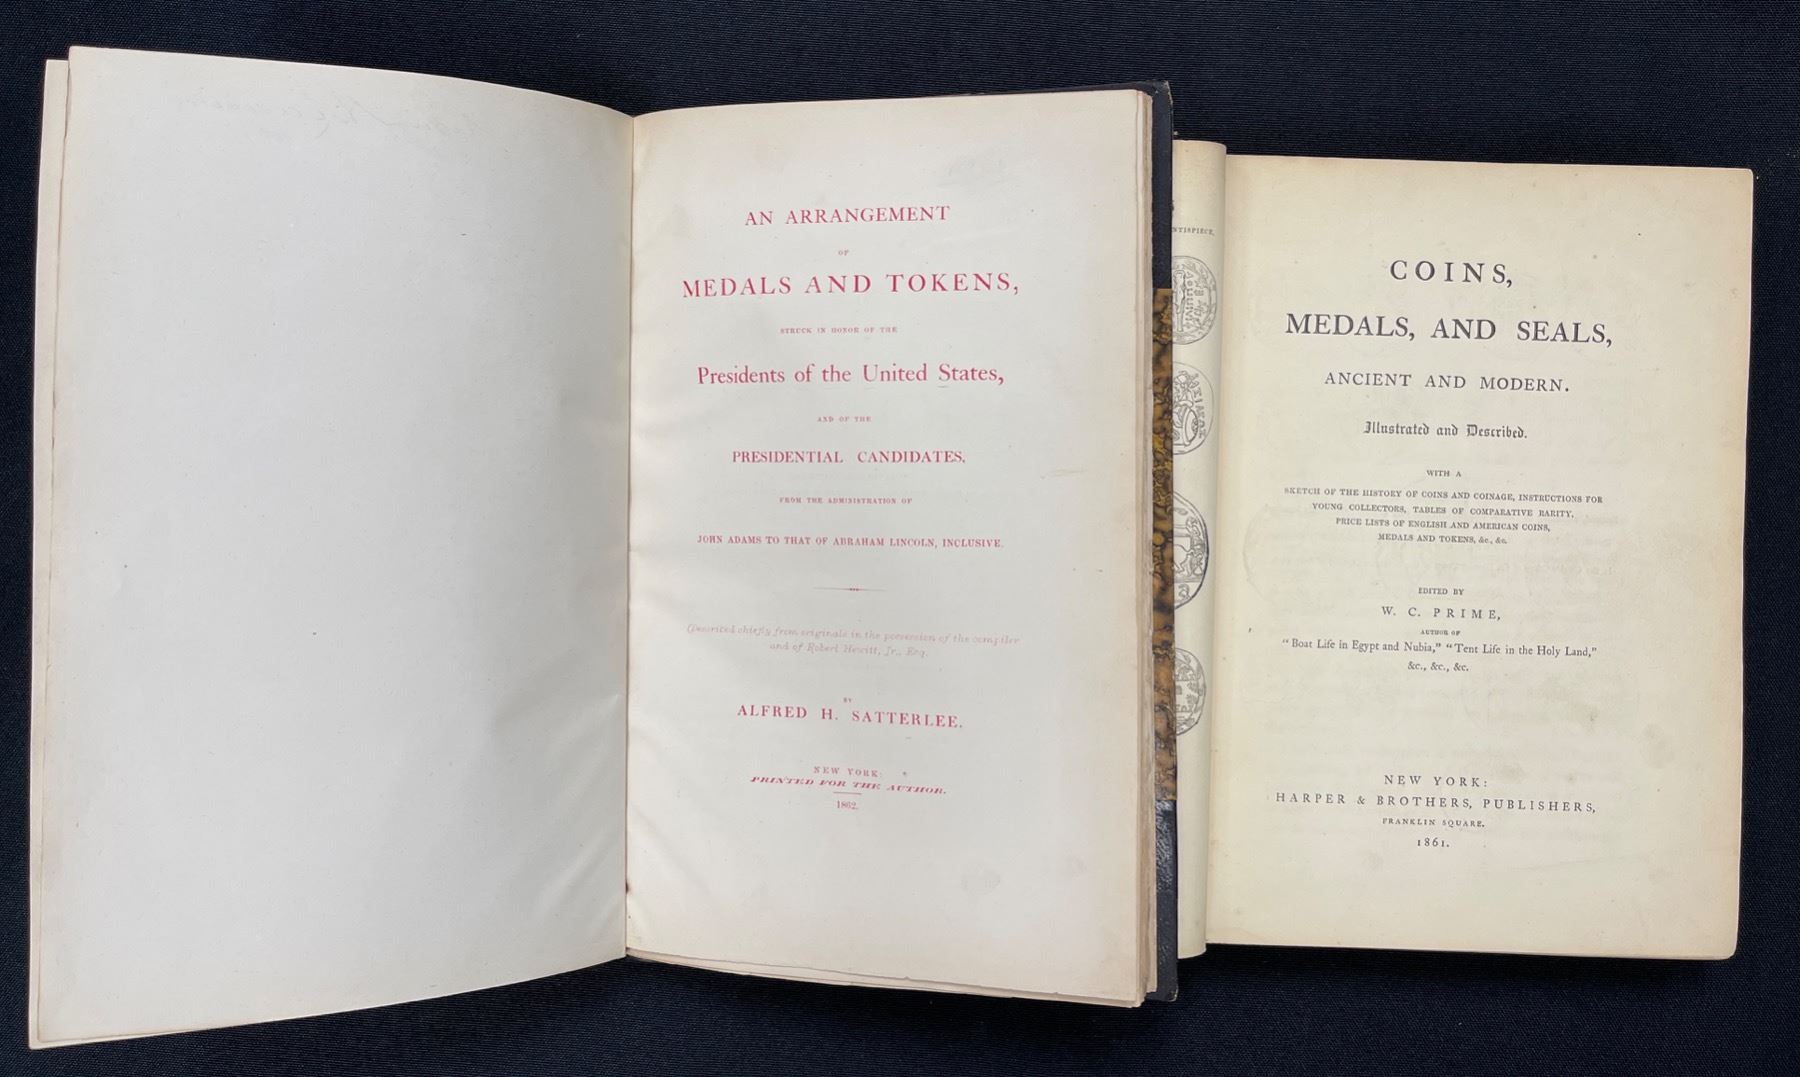 AN ARRANGEMENT
OF
MEDALS AND TOKENS,
STRUCK IN HONOR OF THE
Presidents of the United States,
AND OF THE
PRESIDENTIAL CANDIDATES,
FROM THE ADMINISTRATION OF
JOHN ADAMS TO THAT OF ABRAHAM LINCOLN, INCLUSIVE.
Described chiefly from originals in the possession of the compiler
and of Robert Hewitt, Jr., Esq.
BY
ALFRED H. SATTERLEE.
NEW YORK:
PRINTED FOR THE AUTHOR.
1862.
COINS,
MEDALS, AND SEALS,
ANCIENT AND MODERN.
Illustrated and Described.
WITH A
SKETCH OF THE HISTORY OF COINS AND COINAGE, INSTRUCTIONS FOR
YOUNG COLLECTORS, TABLES OF COMPARATIVE RARITY,
PRICE LISTS OF ENGLISH AND AMERICAN COINS,
MEDALS AND TOKENS, &c., &c.
EDITED BY
W. C. PRIME,
AUTHOR OF
"Boat Life in Egypt and Nubia," "Tent Life in the Holy Land,"
&c., &c., &c.
NEW YORK:
HARPER & BROTHERS, PUBLISHERS,
FRANKLIN SQUARE.
1861.